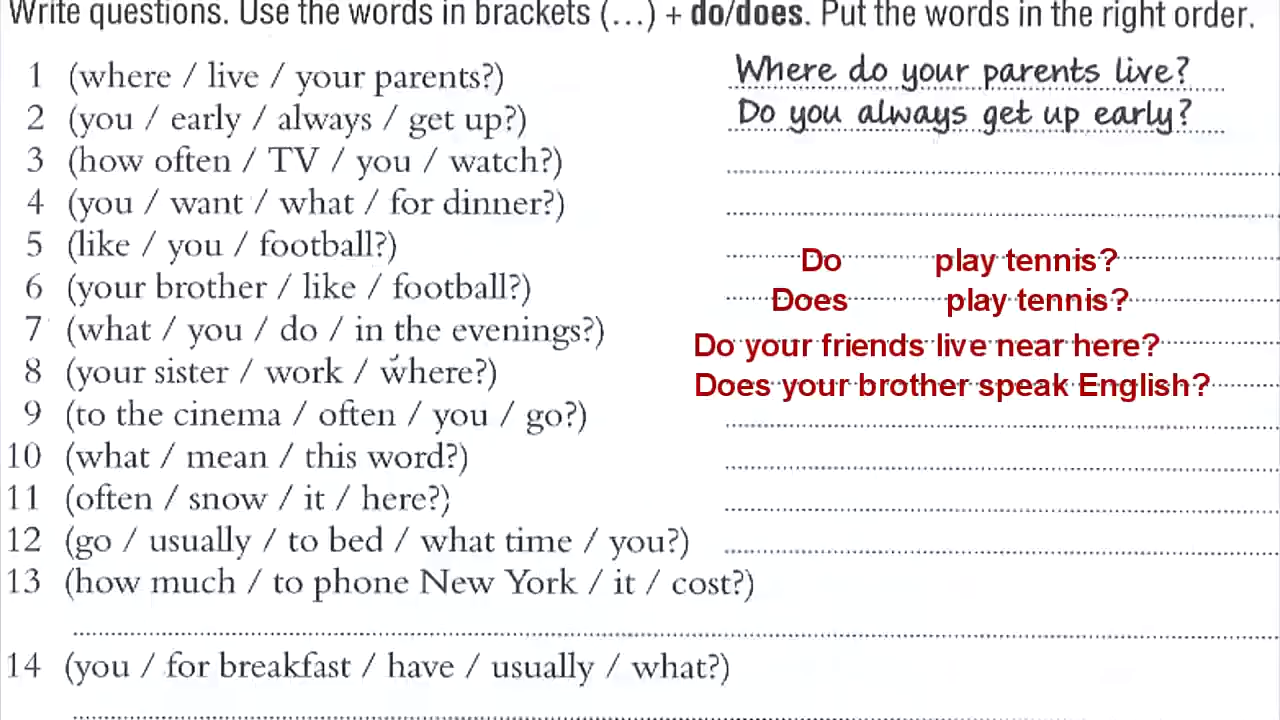 Write questions. Use the words in brackets (...) + do/does. Put the words in the right order.
1 (where / live / your parents?) Where do your parents live?
2 (you / early / always / get up?) Do you always get up early?
3 (how often / TV / you / watch?)
4 (you / want / what / for dinner?)
5 (like / you / football?) Do play tennis?
6 (your brother / like / football?) Does play tennis?
7 (what / you / do / in the evenings?) Do your friends live near here?
8 (your sister / work / where?) Does your brother speak English?
9 (to the cinema / often / you / go?)
10 (what / mean / this word?)
11 (often / snow / it / here?)
12 (go / usually / to bed / what time / you?)
13 (how much / to phone New York / it / cost?)
14 (you / for breakfast / have / usually / what?)